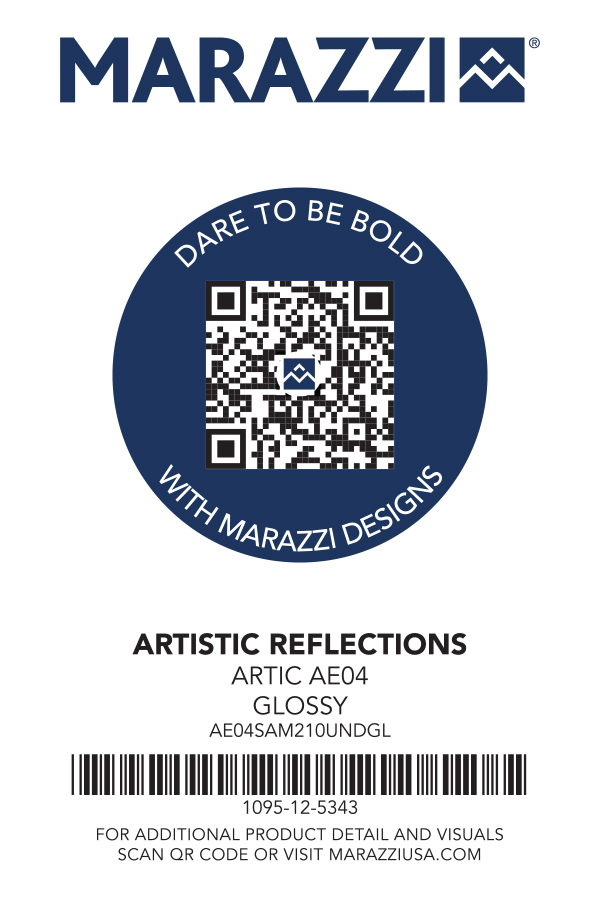 MARAZZI®
DARE TO BE BOLD
WITH MARAZZI DESIGNS
ARTISTIC REFLECTIONS
ARTIC AE04
GLOSSY
AE04SAM210UNDGL
1095-12-5343
FOR ADDITIONAL PRODUCT DETAIL AND VISUALS
SCAN QR CODE OR VISIT MARAZZIUSA.COM